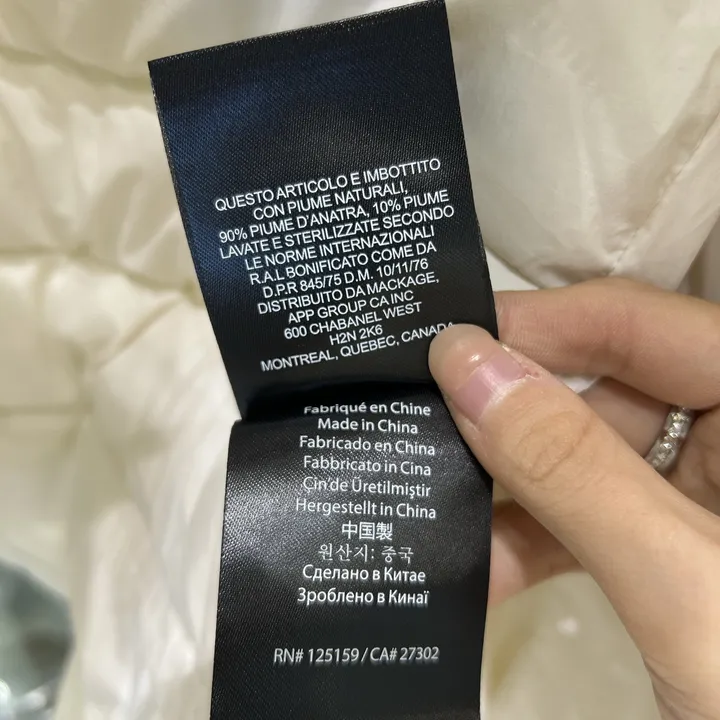 QUESTO ARTICOLO E IMBOTTITO
CON PIUME NATURALI,
90% PIUME D'ANATRA, 10% PIUME
LAVATE E STERILIZZATE SECONDO
LE NORME INTERNAZIONALI
R.A.L BONIFICATO COME DA
D.P.R 845/75 D.M. 10/11/76
DISTRIBUITO DA MACKAGE,
APP GROUP CA INC
600 CHABANEL WEST
H2N 2K6
MONTREAL, QUEBEC, CANADA
Fabriqué en Chine
Made in China
Fabricado en China
Fabbricato in Cina
Çin'de Üretilmiştir
Hergestellt in China
中国製
원산지: 중국
Сделано в Китае
Зроблено в Кинаї
RN# 125159 / CA# 27302